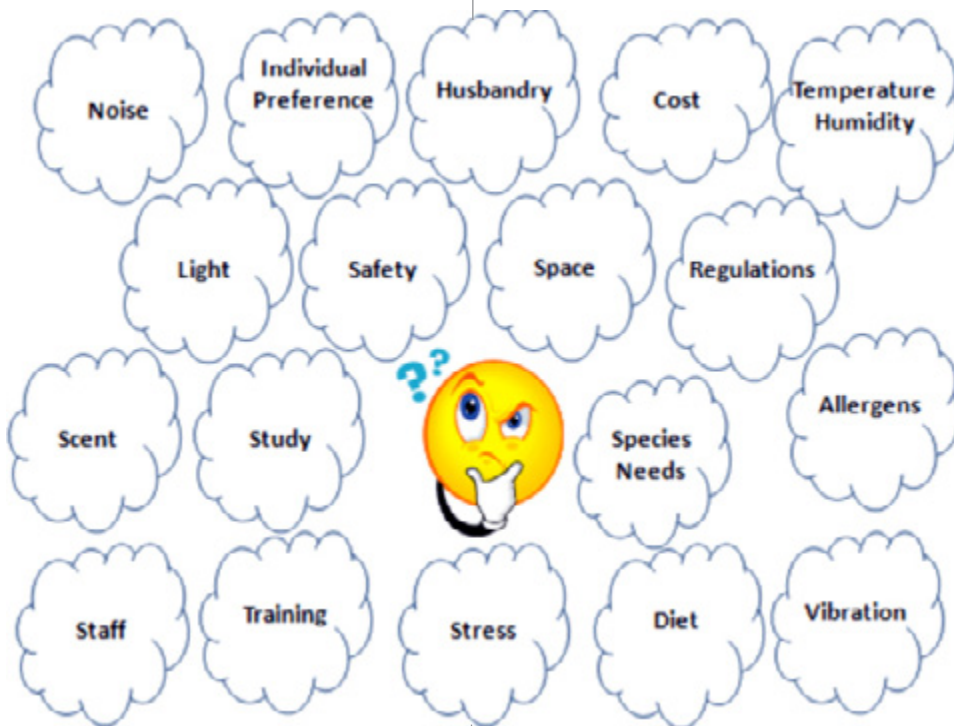 Noise
Individual
Preference
Husbandry
Cost
Temperature
Humidity
Light
Safety
Space
Regulations
??
Scent
Study
Species
Needs
Allergens
Staff
Training
Stress
Diet
Vibration